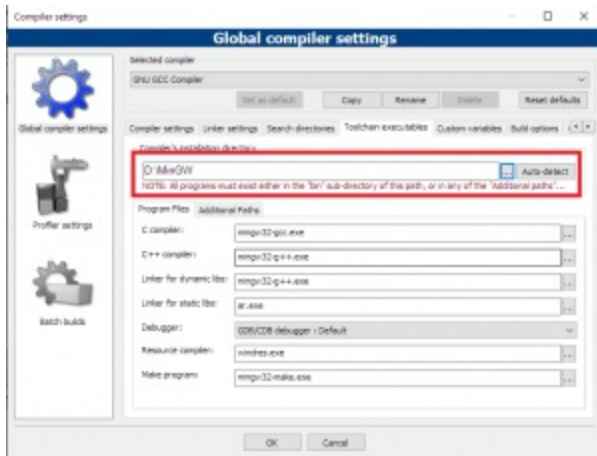 Compiler settings
Global compiler settings
Selected compiler
GNU GCC Compiler
Set as default Copy Rename Delete Reset defaults
Global compiler settings
Compiler settings Linker settings Search directories Toolchain executables Custom variables Build options
Compiler's installation directory
D:\MinGW ... Auto-detect
NOTE: All programs must exist either in the "bin" sub-directory of this path, or in any of the "Additional paths"...
Program Files Additional Paths
Profiler settings
C compiler: mingw32-gcc.exe ...
C++ compiler: mingw32-g++.exe ...
Linker for dynamic libs: mingw32-g++.exe ...
Linker for static libs: ar.exe ...
Batch builds
Debugger: GDB/CDB debugger : Default
Resource compiler: windres.exe ...
Make program: mingw32-make.exe ...
OK Cancel